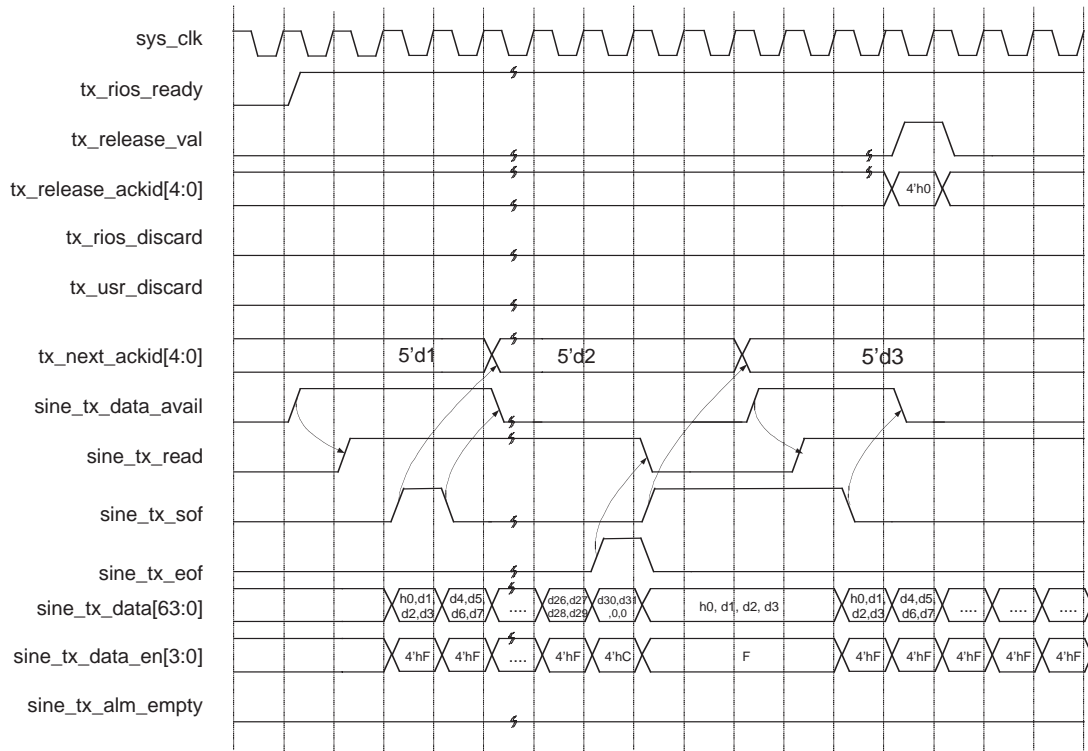 sys_clk
tx_rios_ready
tx_release_val
tx_release_ackid[4:0]
4'h0
tx_rios_discard
tx_usr_discard
tx_next_ackid[4:0]
5'd1
5'd2
5'd3
sine_tx_data_avail
sine_tx_read
sine_tx_sof
sine_tx_eof
sine_tx_data[63:0]
h0,d1
d2,d3
d4,d5,
d6,d7
....
d26,d27
d28,d29
d30,d31
,0,0
h0, d1, d2, d3
h0,d1,
d2,d3
d4,d5,
d6,d7
....
....
....
sine_tx_data_en[3:0]
4'hF
4'hF
....
4'hF
4'hC
F
4'hF
4'hF
4'hF
4'hF
4'hF
sine_tx_alm_empty